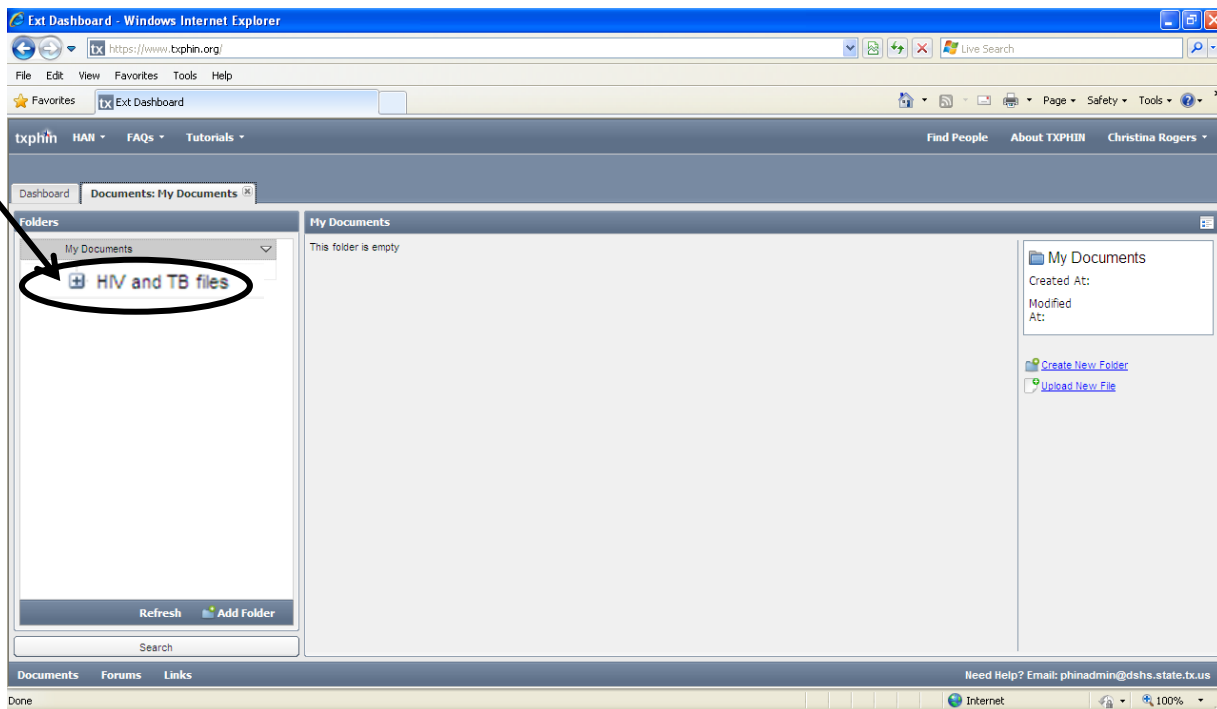 Ext Dashboard - Windows Internet Explorer
tx https://www.txphin.org/ Live Search
File Edit View Favorites Tools Help
Favorites tx Ext Dashboard Page Safety Tools
txphin HAN FAQs Tutorials Find People About TXPHIN Christina Rogers
Dashboard Documents: My Documents
Folders My Documents
My Documents This folder is empty
HIV and TB files
My Documents
Created At:
Modified
At:
Create New Folder
Upload New File
Refresh Add Folder
Search
Documents Forums Links Need Help? Email: phinadmin@dshs.state.tx.us
Done Internet 100%